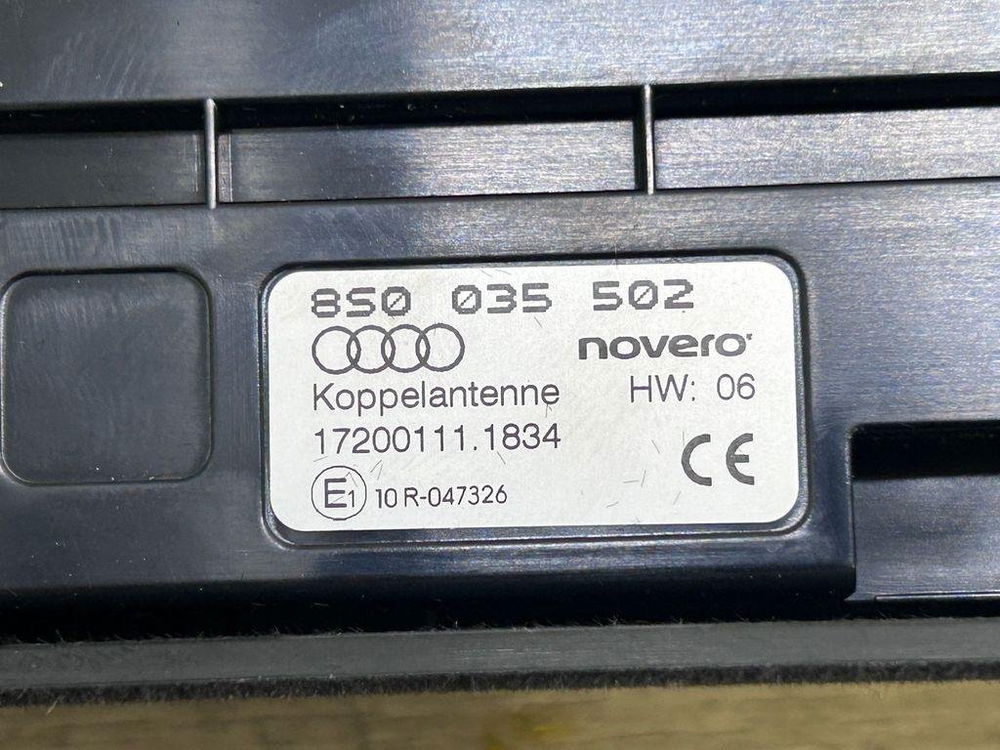 8S0 035 502
novero
Koppelantenne HW: 06
17200111.1834
CE
E1 10 R-047326